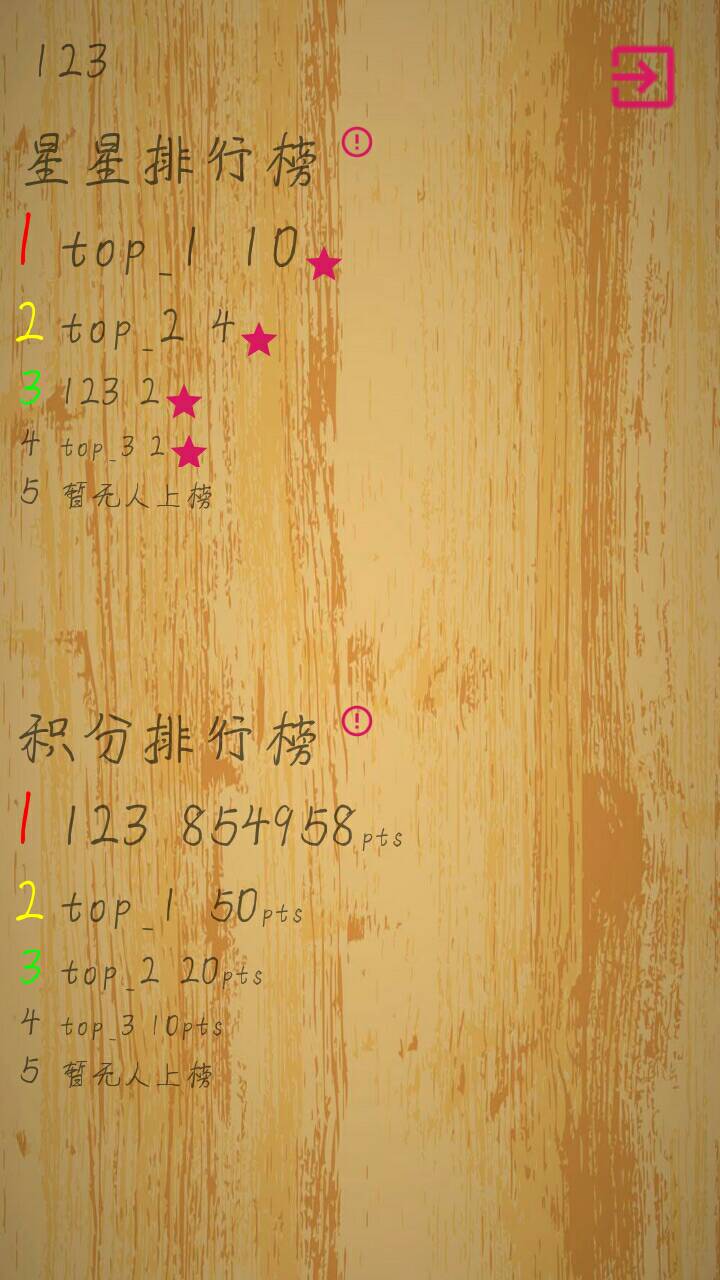 123
星星排行榜
1 top_1 10
2 top_2 4
3 123 2
4 top_3 2
5 暂无人上榜
积分排行榜
1 123 854958pts
2 top_1 50pts
3 top_2 20pts
4 top_3 10pts
5 暂无人上榜